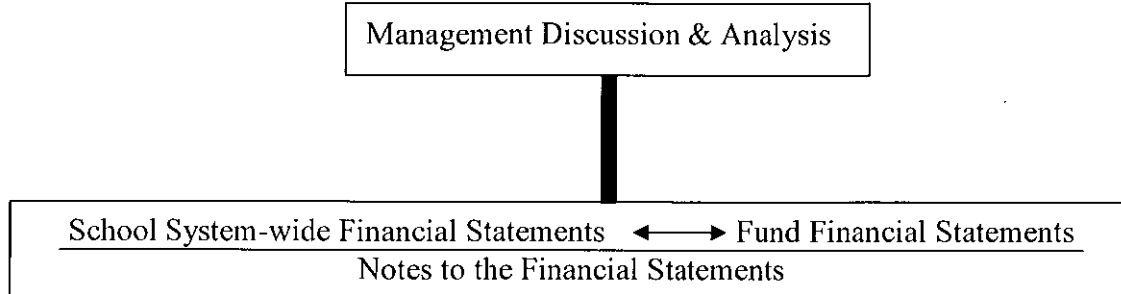 Management Discussion & Analysis
School System-wide Financial Statements ↔ Fund Financial Statements
Notes to the Financial Statements